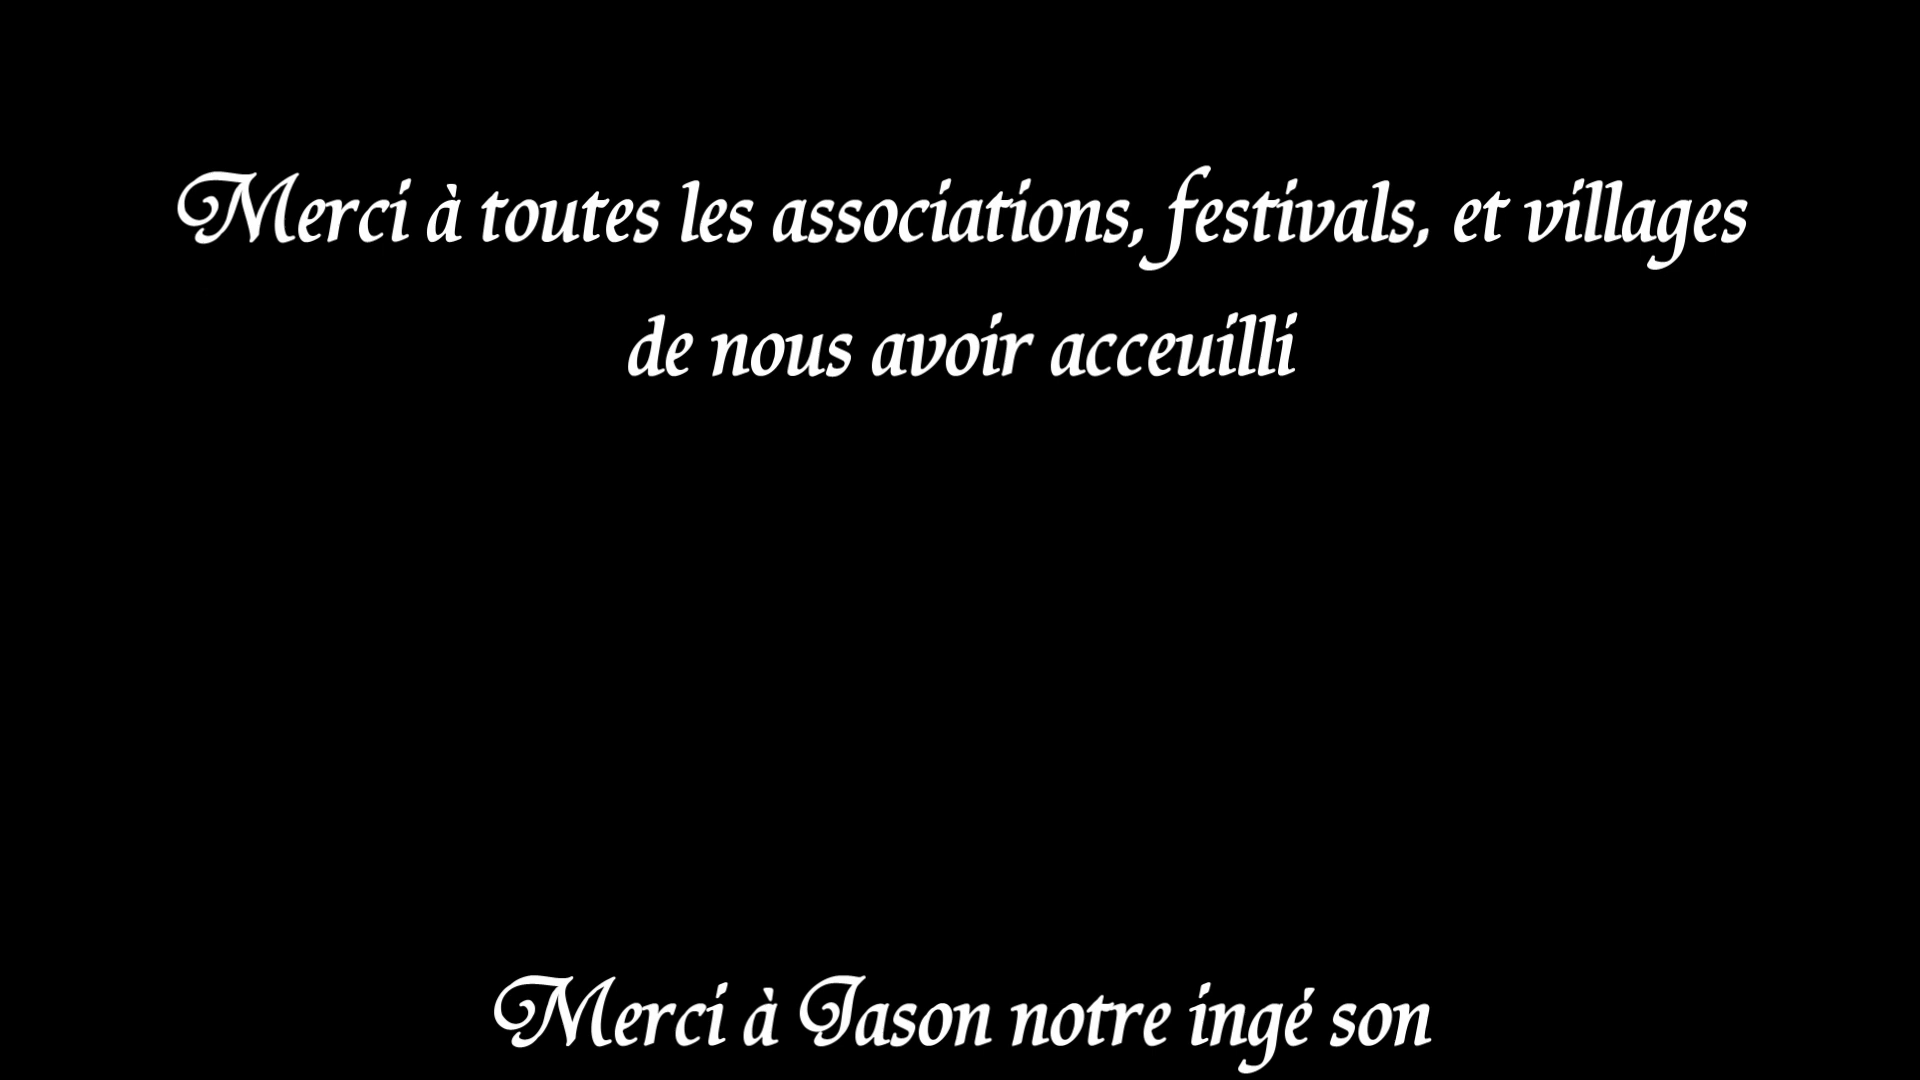 Merci à toutes les associations, festivals, et villages
de nous avoir acceuilli
Merci à Jason notre ingé son